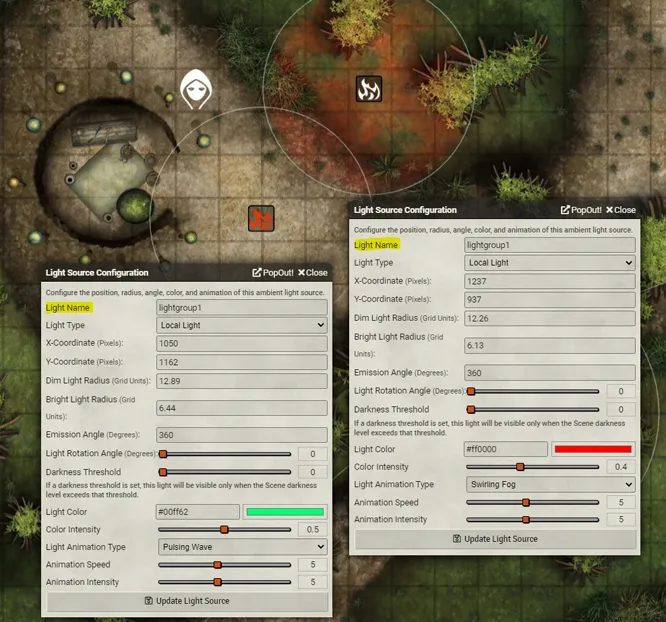 Light Source Configuration PopOut! Close
Configure the position, radius, angle, color, and animation of this ambient light source.
Light Name lightgroup1
Light Type Local Light
X-Coordinate (Pixels): 1237
Y-Coordinate (Pixels): 937
Dim Light Radius (Grid Units): 12.26
Bright Light Radius (Grid
Units): 6.13
Emission Angle (Degrees): 360
Light Rotation Angle (Degrees): 0
Darkness Threshold 0
If a darkness threshold is set, this light will be visible only when the Scene darkness
level exceeds that threshold.
Light Color #ff0000
Color Intensity 0.4
Light Animation Type Swirling Fog
Animation Speed 5
Animation Intensity 5
Update Light Source
Light Source Configuration PopOut! Close
Configure the position, radius, angle, color, and animation of this ambient light source.
Light Name lightgroup1
Light Type Local Light
X-Coordinate (Pixels): 1050
Y-Coordinate (Pixels): 1162
Dim Light Radius (Grid Units): 12.89
Bright Light Radius (Grid
Units): 6.44
Emission Angle (Degrees): 360
Light Rotation Angle (Degrees): 0
Darkness Threshold 0
If a darkness threshold is set, this light will be visible only when the Scene darkness
level exceeds that threshold.
Light Color #00ff62
Color Intensity 0.5
Light Animation Type Pulsing Wave
Animation Speed 5
Animation Intensity 5
Update Light Source